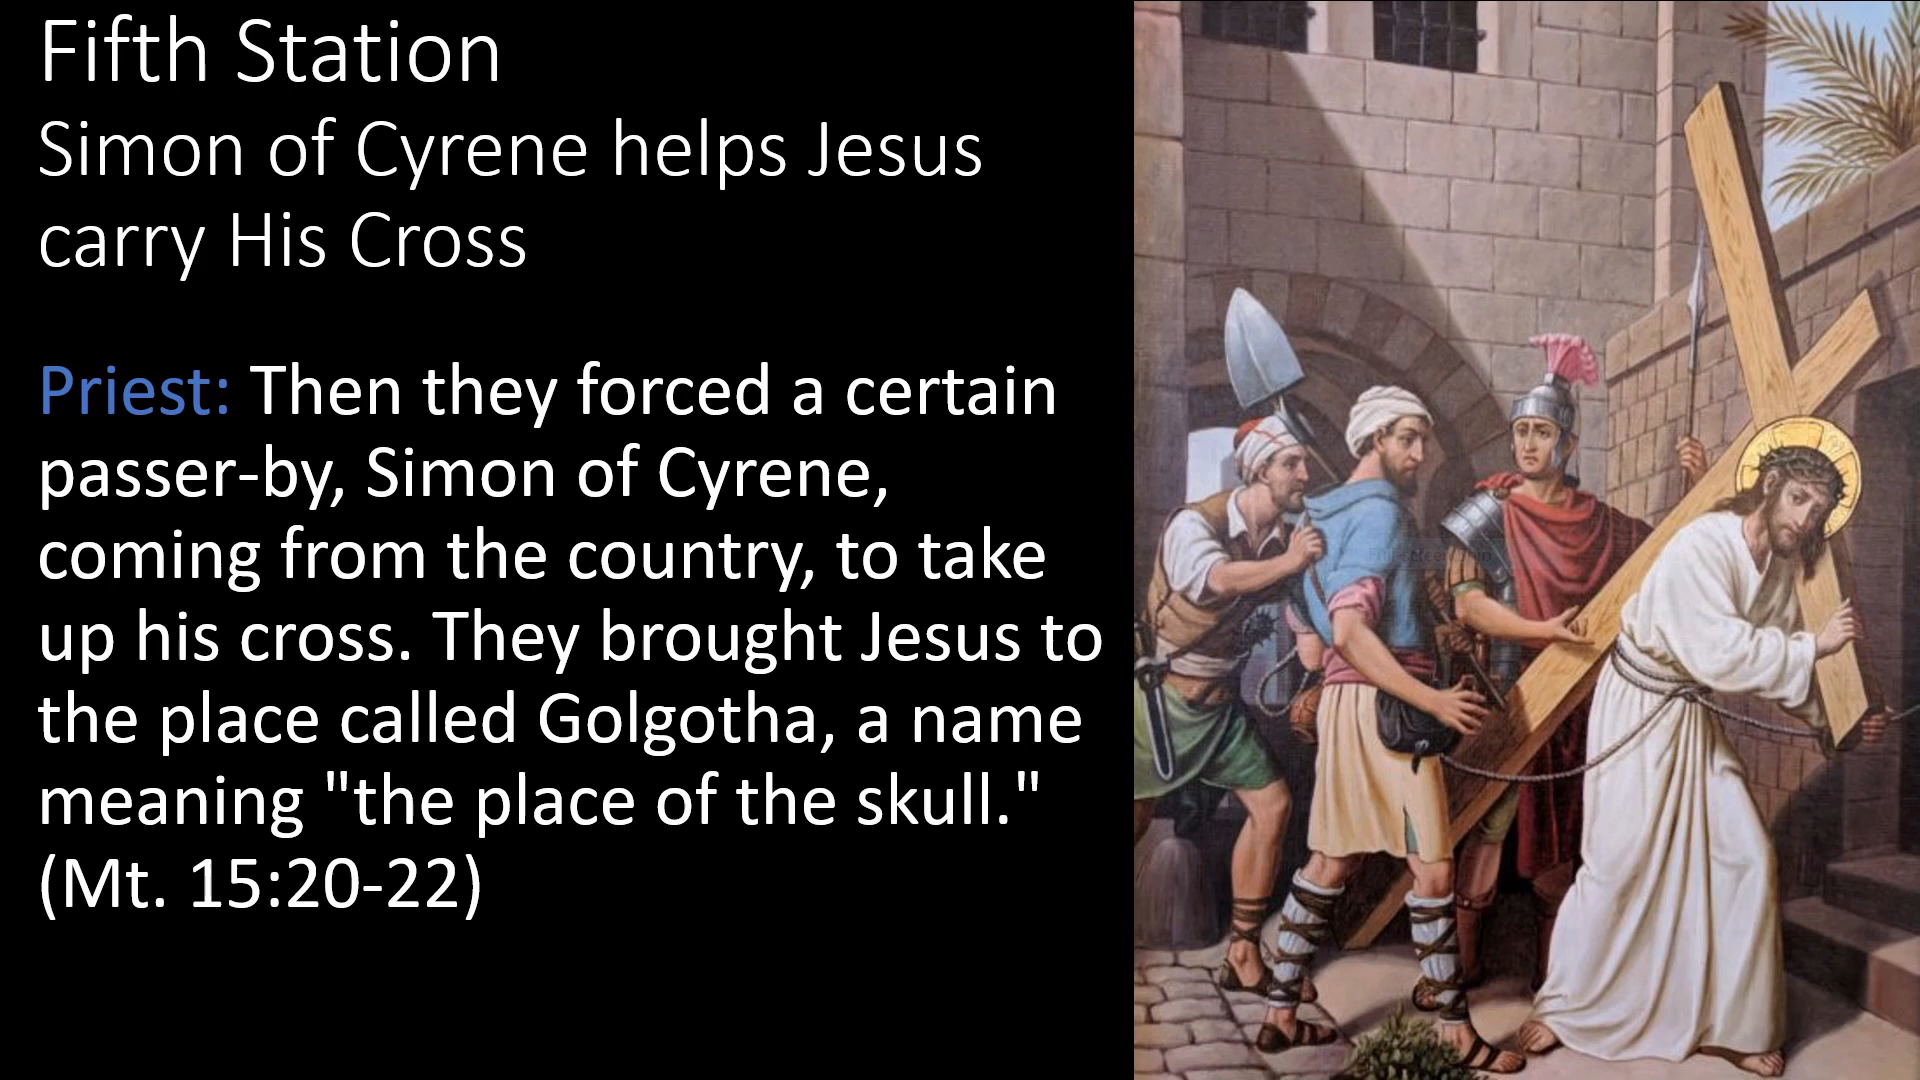 Fifth Station
Simon of Cyrene helps Jesus
carry His Cross
Priest: Then they forced a certain
passer-by, Simon of Cyrene,
coming from the country, to take
up his cross. They brought Jesus to
the place called Golgotha, a name
meaning "the place of the skull."
(Mt. 15:20-22)